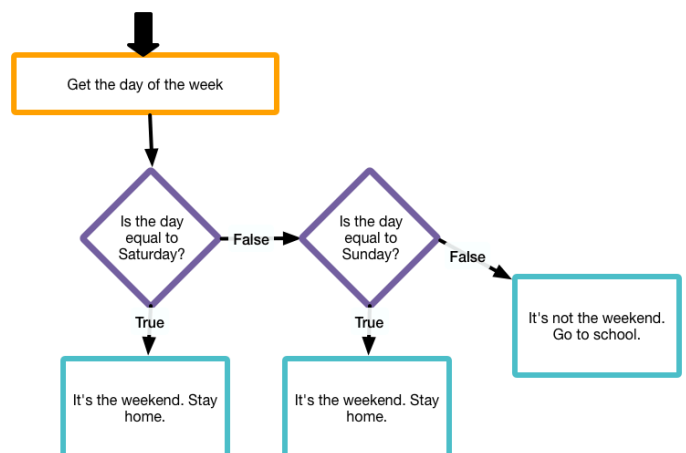 Get the day of the week
Is the day
equal to
Saturday?
False
Is the day
equal to
Sunday?
False
True
True
It's not the weekend.
Go to school.
It's the weekend. Stay
home.
It's the weekend. Stay
home.